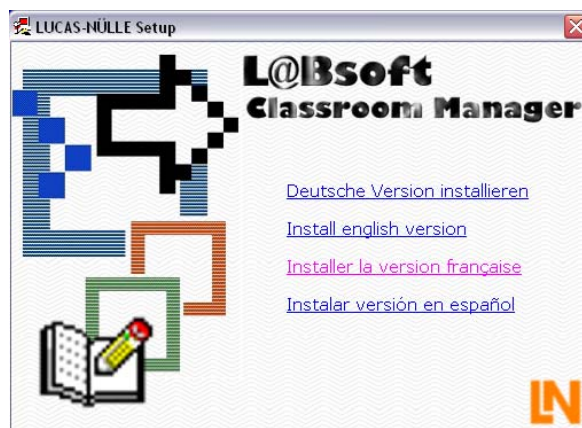 LUCAS-NÜLLE Setup
L@Bsoft
Classroom Manager
Deutsche Version installieren
Install english version
Installer la version française
Instalar versión en español
LN